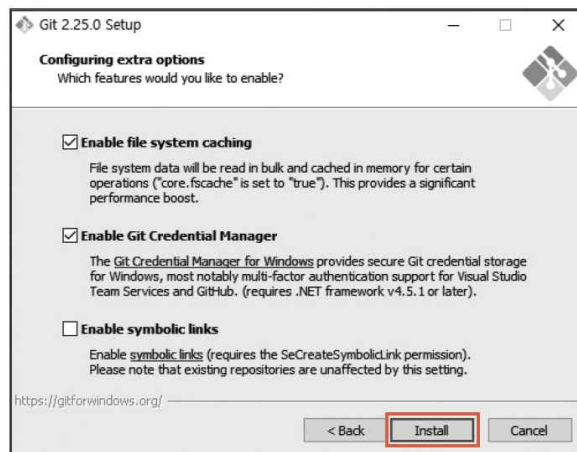 Git 2.25.0 Setup
Configuring extra options
Which features would you like to enable?
Enable file system caching
File system data will be read in bulk and cached in memory for certain
operations ("core.fscache" is set to "true"). This provides a significant
performance boost.
Enable Git Credential Manager
The Git Credential Manager for Windows provides secure Git credential storage
for Windows, most notably multi-factor authentication support for Visual Studio
Team Services and GitHub. (requires .NET framework v4.5.1 or later).
Enable symbolic links
Enable symbolic links (requires the SeCreateSymbolicLink permission).
Please note that existing repositories are unaffected by this setting.
https://gitforwindows.org/
< Back Install Cancel